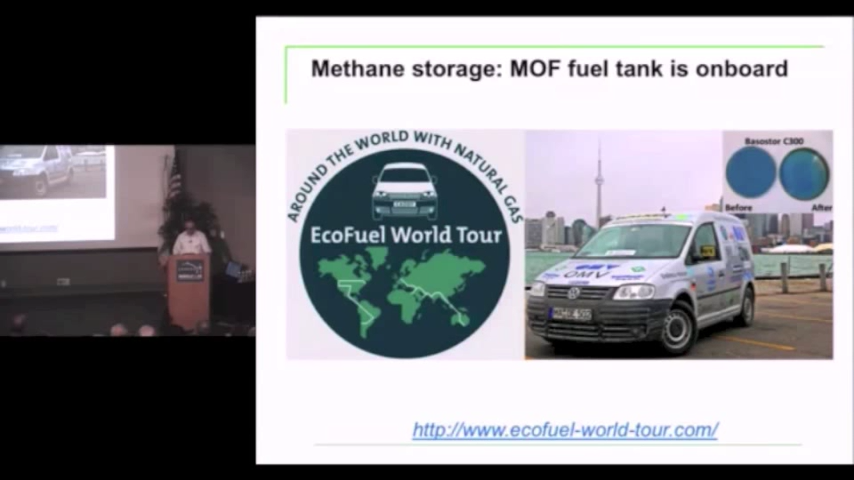 Methane storage: MOF fuel tank is onboard
AROUND THE WORLD WITH NATURAL GAS
EcoFuel World Tour
Basostor C300
Before
After
OMV
http://www.ecofuel-world-tour.com/